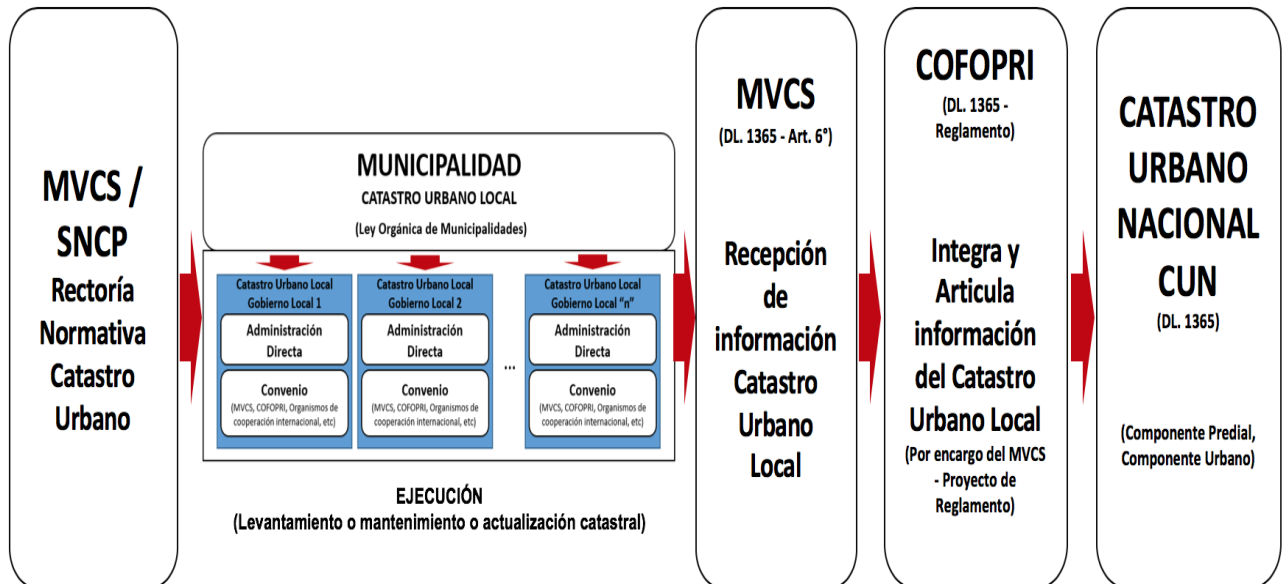 MVCS /
SNCP
Rectoría
Normativa
Catastro
Urbano
MUNICIPALIDAD
CATASTRO URBANO LOCAL
(Ley Orgánica de Municipalidades)
Catastro Urbano Local
Gobierno Local 1
Administración
Directa
Convenio
(MVCS, COFOPRI, Organismos de
cooperación internacional, etc)
Catastro Urbano Local
Gobierno Local 2
Administración
Directa
Convenio
(MVCS, COFOPRI, Organismos de
cooperación internacional, etc)
...
Catastro Urbano Local
Gobierno Local “n”
Administración
Directa
Convenio
(MVCS, COFOPRI, Organismos de
cooperación internacional, etc)
EJECUCIÓN
(Levantamiento o mantenimiento o actualización catastral)
MVCS
(DL. 1365 - Art. 6°)
Recepción
de
información
Catastro
Urbano
Local
COFOPRI
(DL. 1365 -
Reglamento)
Integra y
Articula
información
del Catastro
Urbano Local
(Por encargo del MVCS
- Proyecto de
Reglamento)
CATASTRO
URBANO
NACIONAL
CUN
(DL. 1365)
(Componente Predial,
Componente Urbano)